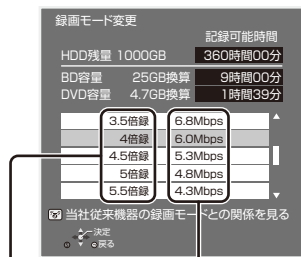 録画モード変更
記録可能時間
HDD残量 1000GB 360時間00分
BD容量 25GB換算 9時間00分
DVD容量 4.7GB換算 1時間39分
3.5倍録 6.8Mbps
4倍録 6.0Mbps
4.5倍録 5.3Mbps
5倍録 4.8Mbps
5.5倍録 4.3Mbps
当社従来機器の録画モードとの関係を見る
決定
戻る